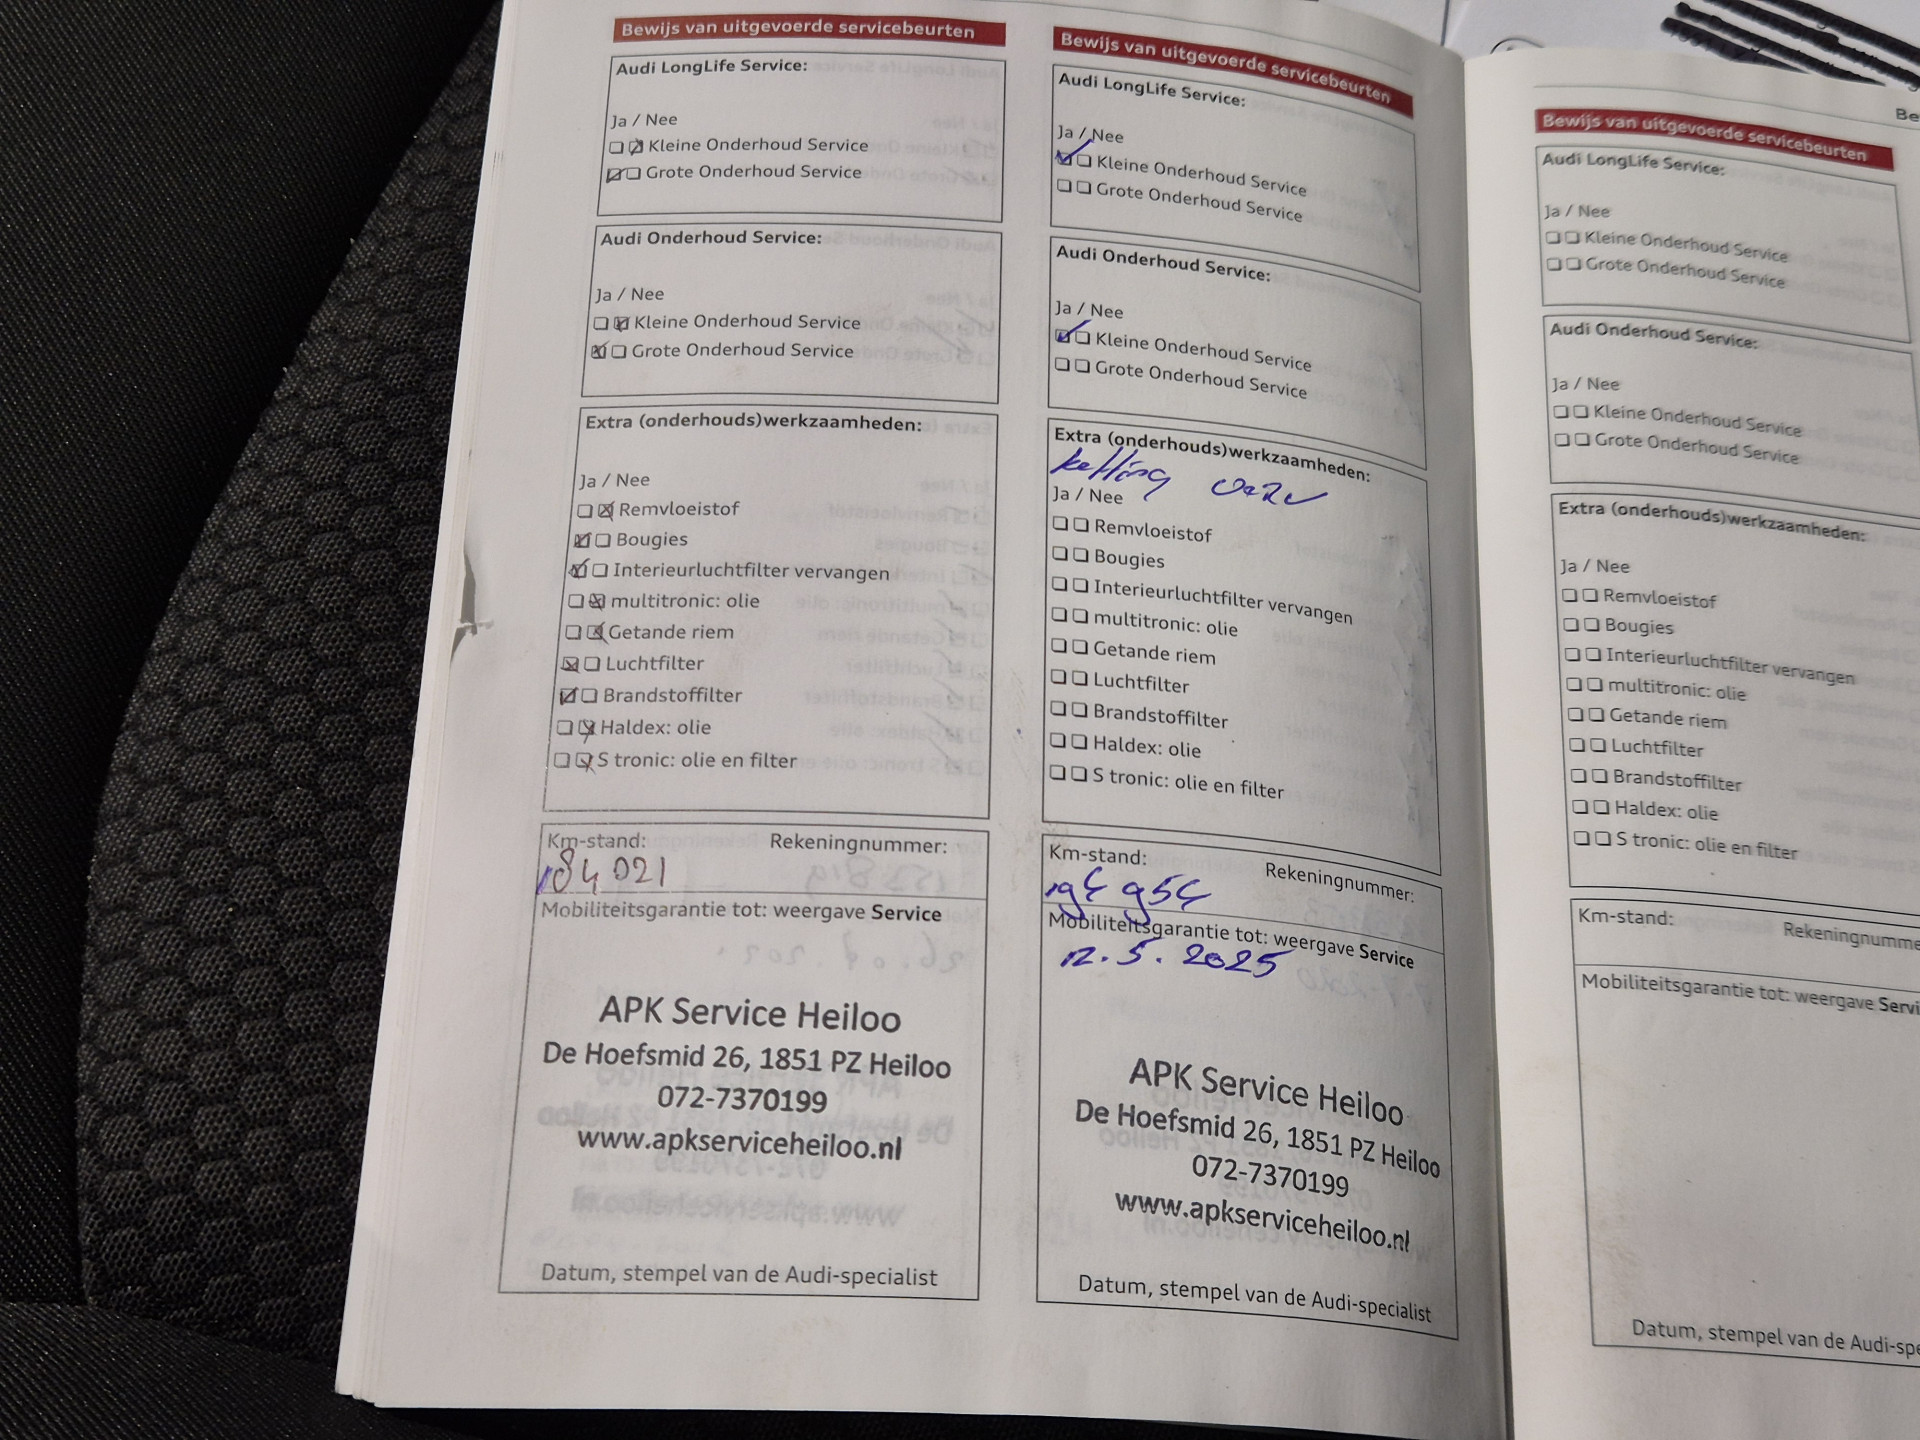 Bewijs van uitgevoerde servicebeurten
Audi LongLife Service:
Ja / Nee
Kleine Onderhoud Service
Grote Onderhoud Service
Audi Onderhoud Service:
Ja / Nee
Kleine Onderhoud Service
Grote Onderhoud Service
Extra (onderhouds)werkzaamheden:
Ja / Nee
Remvloeistof
Bougies
Interieurluchtfilter vervangen
multitronic: olie
Getande riem
Luchtfilter
Brandstoffilter
Haldex: olie
S tronic: olie en filter
Km-stand: Rekeningnummer:
184 021
Mobiliteitsgarantie tot: weergave Service
APK Service Heiloo
De Hoefsmid 26, 1851 PZ Heiloo
072-7370199
www.apkserviceheiloo.nl
Datum, stempel van de Audi-specialist
Bewijs van uitgevoerde servicebeurten
Audi LongLife Service:
Ja / Nee
Kleine Onderhoud Service
Grote Onderhoud Service
Audi Onderhoud Service:
Ja / Nee
Kleine Onderhoud Service
Grote Onderhoud Service
Extra (onderhouds)werkzaamheden:
ketting
Ja / Nee
Remvloeistof
Bougies
Interieurluchtfilter vervangen
multitronic: olie
Getande riem
Luchtfilter
Brandstoffilter
Haldex: olie
S tronic: olie en filter
Km-stand: Rekeningnummer:
194 954
Mobiliteitsgarantie tot: weergave Service
12.5.2025
APK Service Heiloo
De Hoefsmid 26, 1851 PZ Heiloo
072-7370199
www.apkserviceheiloo.nl
Datum, stempel van de Audi-specialist
Be
Bewijs van uitgevoerde servicebeurten
Audi LongLife Service:
Ja / Nee
Kleine Onderhoud Service
Grote Onderhoud Service
Audi Onderhoud Service:
Ja / Nee
Kleine Onderhoud Service
Grote Onderhoud Service
Extra (onderhouds)werkzaamheden:
Ja / Nee
Remvloeistof
Bougies
Interieurluchtfilter vervangen
multitronic: olie
Getande riem
Luchtfilter
Brandstoffilter
Haldex: olie
S tronic: olie en filter
Km-stand: Rekeningnumme
Mobiliteitsgarantie tot: weergave Servi
Datum, stempel van de Audi-spe